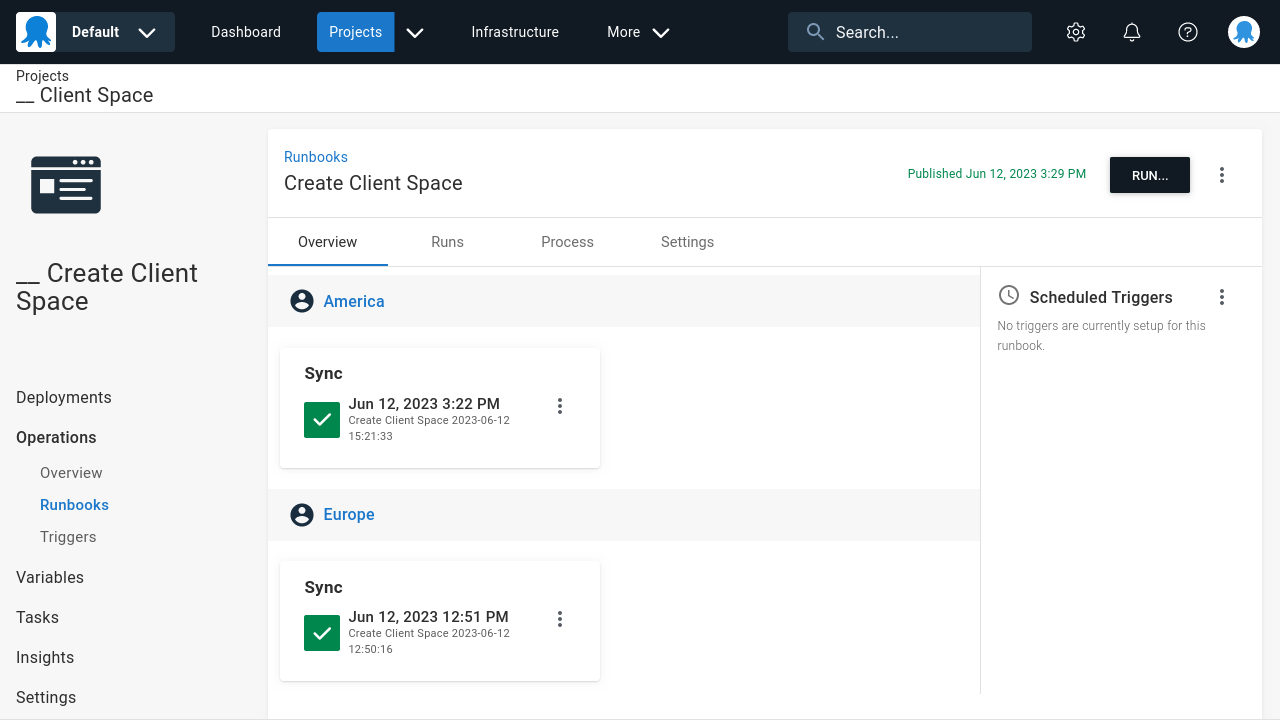 Default
Dashboard
Projects
Infrastructure
More
Search...
Projects
__ Client Space
__ Create Client
Space
Deployments
Operations
Overview
Runbooks
Triggers
Variables
Tasks
Insights
Settings
Runbooks
Create Client Space
Published Jun 12, 2023 3:29 PM
RUN...
Overview
Runs
Process
Settings
America
Sync
Jun 12, 2023 3:22 PM
Create Client Space 2023-06-12
15:21:33
Europe
Sync
Jun 12, 2023 12:51 PM
Create Client Space 2023-06-12
12:50:16
Scheduled Triggers
No triggers are currently setup for this
runbook.